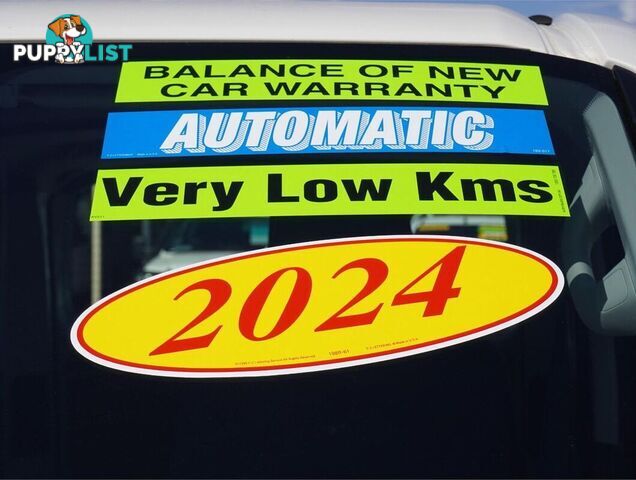 PUPPYLIST
BALANCE OF NEW
CAR WARRANTY
AUTOMATIC
Very Low Kms
2024